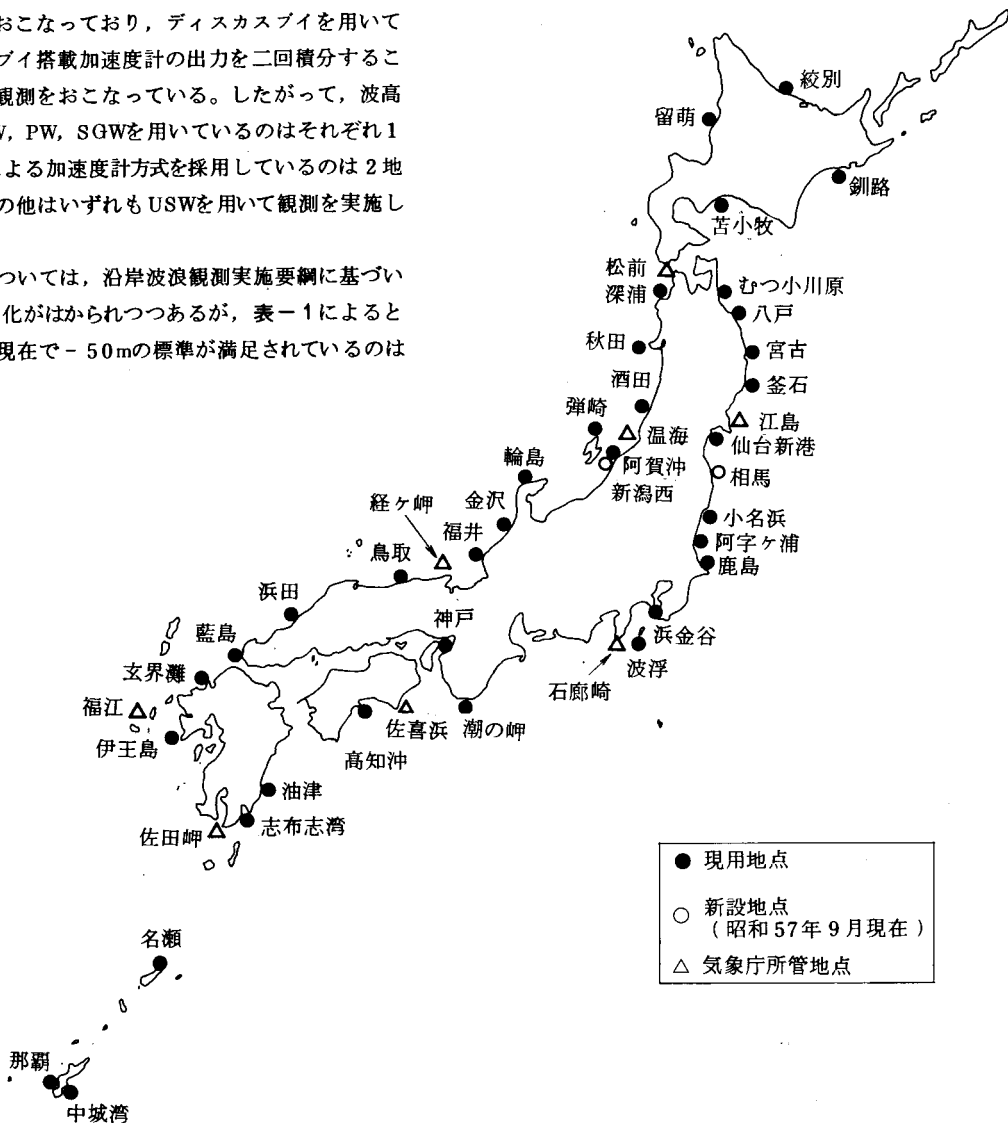 おこなっており，ディスカスブイを用いて
ブイ搭載加速度計の出力を二回積分するこ
観測をおこなっている。したがって，波高
，PW，SGWを用いているのはそれぞれ1
よる加速度計方式を採用しているのは2地
の他はいずれもUSWを用いて観測を実施し
ついては，沿岸波浪観測実施要綱に基づい
化がはかられつつあるが，表－1によると
現在で－50mの標準が満足されているのは
紋別
留萌
釧路
苫小牧
松前
深浦
むつ小川原
八戸
秋田
宮古
釜石
酒田
弾崎
温海
江島
仙台新港
阿賀沖
新潟西
相馬
輪島
経ヶ岬
金沢
福井
鳥取
小名浜
阿字ヶ浦
鹿島
浜田
神戸
藍島
浜金谷
波浮
石廊崎
玄界灘
福江
伊王島
佐喜浜
潮の岬
高知沖
油津
志布志湾
佐田岬
名瀬
那覇
中城湾
● 現用地点
○ 新設地点
（昭和57年9月現在）
△ 気象庁所管地点